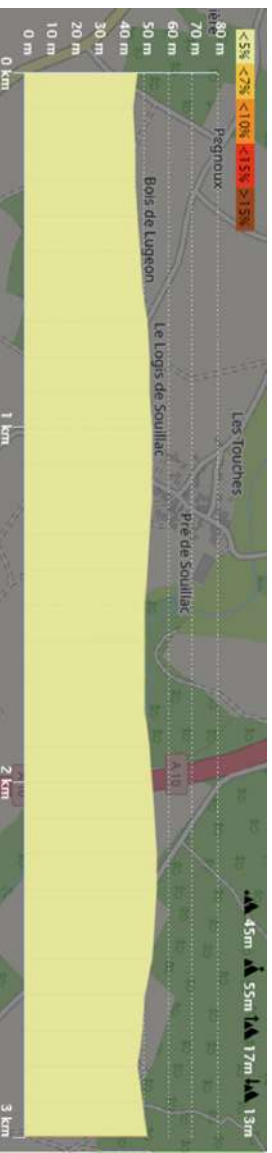 <5% <7% <10% <15% >15%
45m 55m 17m 13m
80 m
70 m
60 m
50 m
40 m
30 m
20 m
10 m
0 m
0 km
1 km
2 km
3 km
Pegnoux
Bois de Lugeon
Le Logis de Souillac
Les Touches
Pré de Souillac
A 10